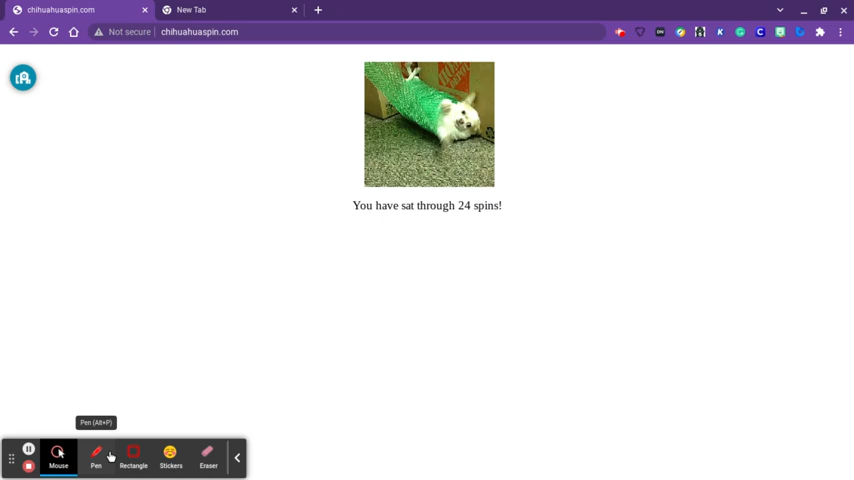 chihuahuaspin.com
New Tab
Not secure
chihuahuaspin.com
You have sat through 24 spins!
Pen (Alt+P)
Mouse
Pen
Rectangle
Stickers
Eraser